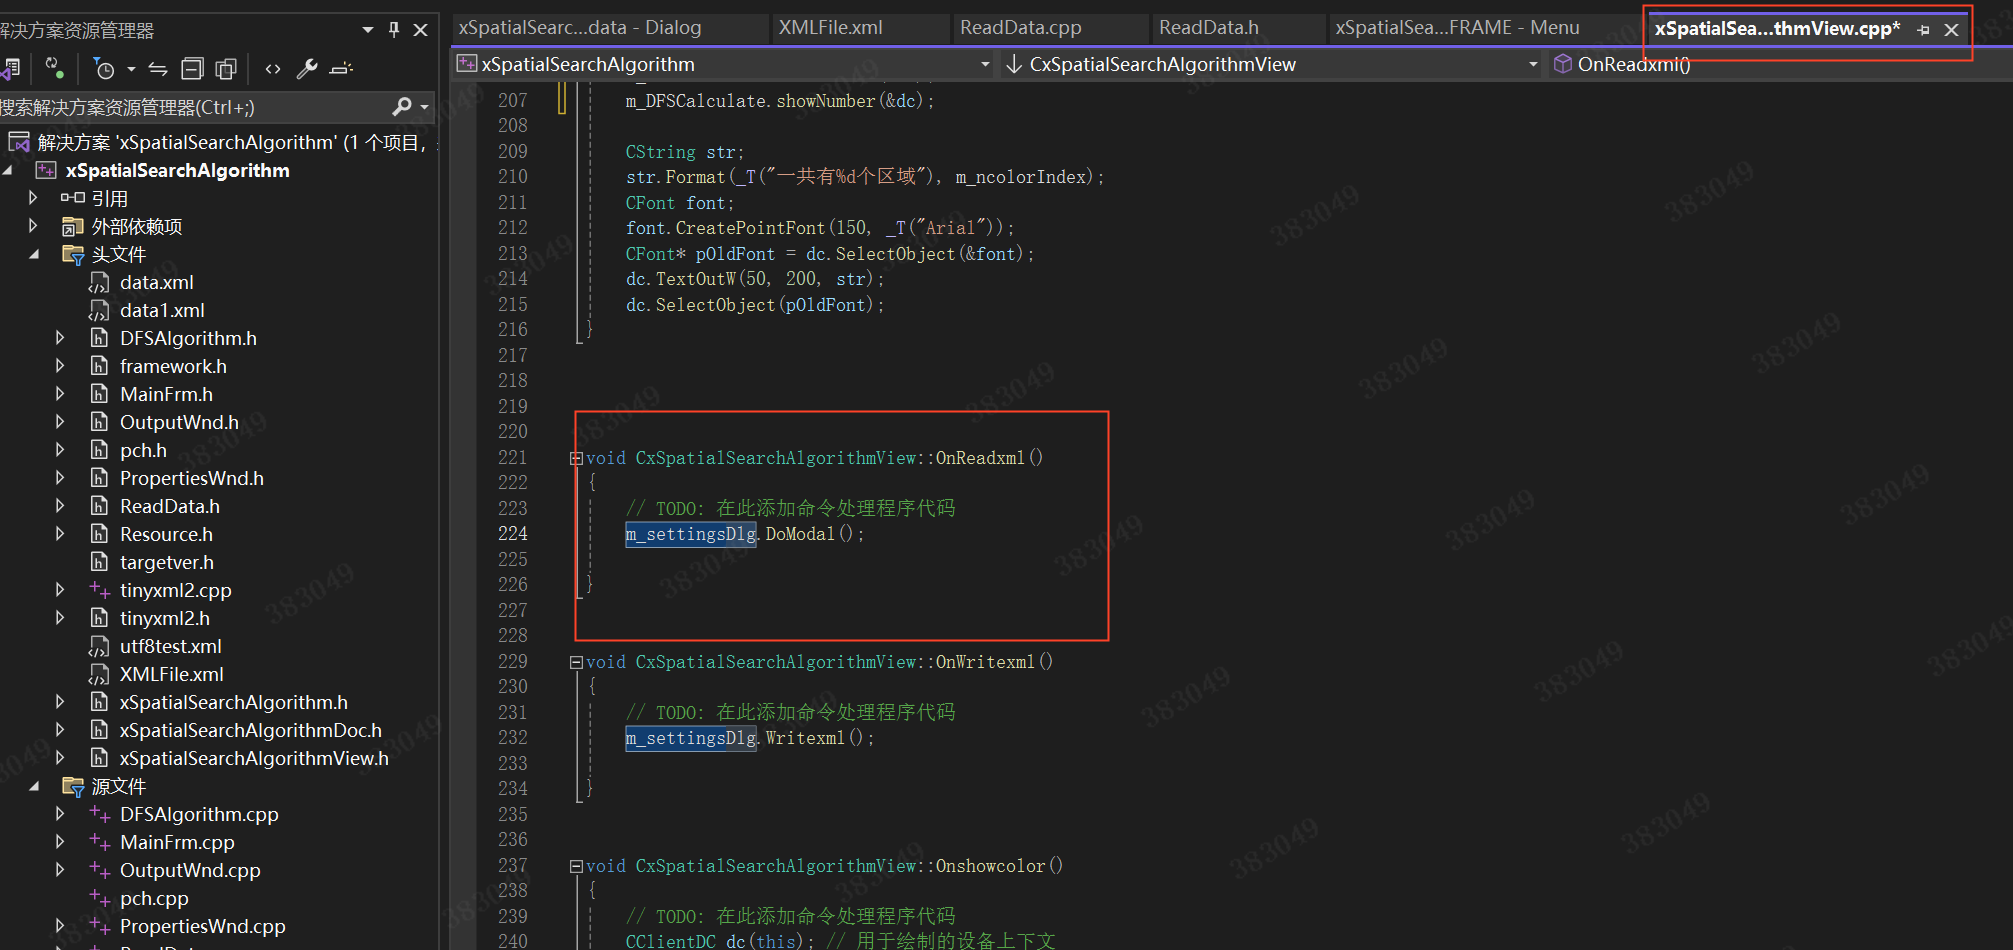 解决方案资源管理器
搜索解决方案资源管理器(Ctrl+;)
解决方案 'xSpatialSearchAlgorithm' (1 个项目,
xSpatialSearchAlgorithm
引用
外部依赖项
头文件
data.xml
data1.xml
DFSAlgorithm.h
framework.h
MainFrm.h
OutputWnd.h
pch.h
PropertiesWnd.h
ReadData.h
Resource.h
targetver.h
tinyxml2.cpp
tinyxml2.h
utf8test.xml
XMLFile.xml
xSpatialSearchAlgorithm.h
xSpatialSearchAlgorithmDoc.h
xSpatialSearchAlgorithmView.h
源文件
DFSAlgorithm.cpp
MainFrm.cpp
OutputWnd.cpp
pch.cpp
PropertiesWnd.cpp
xSpatialSearc...data - Dialog XMLFile.xml ReadData.cpp ReadData.h xSpatialSea...FRAME - Menu xSpatialSea...thmView.cpp*
xSpatialSearchAlgorithm CxSpatialSearchAlgorithmView OnReadxml()
207 m_DFSCalculate.showNumber(&dc);
208
209 CString str;
210 str.Format(_T("一共有%d个区域"), m_ncolorIndex);
211 CFont font;
212 font.CreatePointFont(150, _T("Arial"));
213 CFont* pOldFont = dc.SelectObject(&font);
214 dc.TextOutW(50, 200, str);
215 dc.SelectObject(pOldFont);
216 }
217
218
219
220
221 void CxSpatialSearchAlgorithmView::OnReadxml()
222 {
223 // TODO: 在此添加命令处理程序代码
224 m_settingsDlg.DoModal();
225
226 }
227
228
229 void CxSpatialSearchAlgorithmView::OnWritexml()
230 {
231 // TODO: 在此添加命令处理程序代码
232 m_settingsDlg.Writexml();
233
234 }
235
236
237 void CxSpatialSearchAlgorithmView::Onshowcolor()
238 {
239 // TODO: 在此添加命令处理程序代码
240 CClientDC dc(this); // 用于绘制的设备上下文
383049